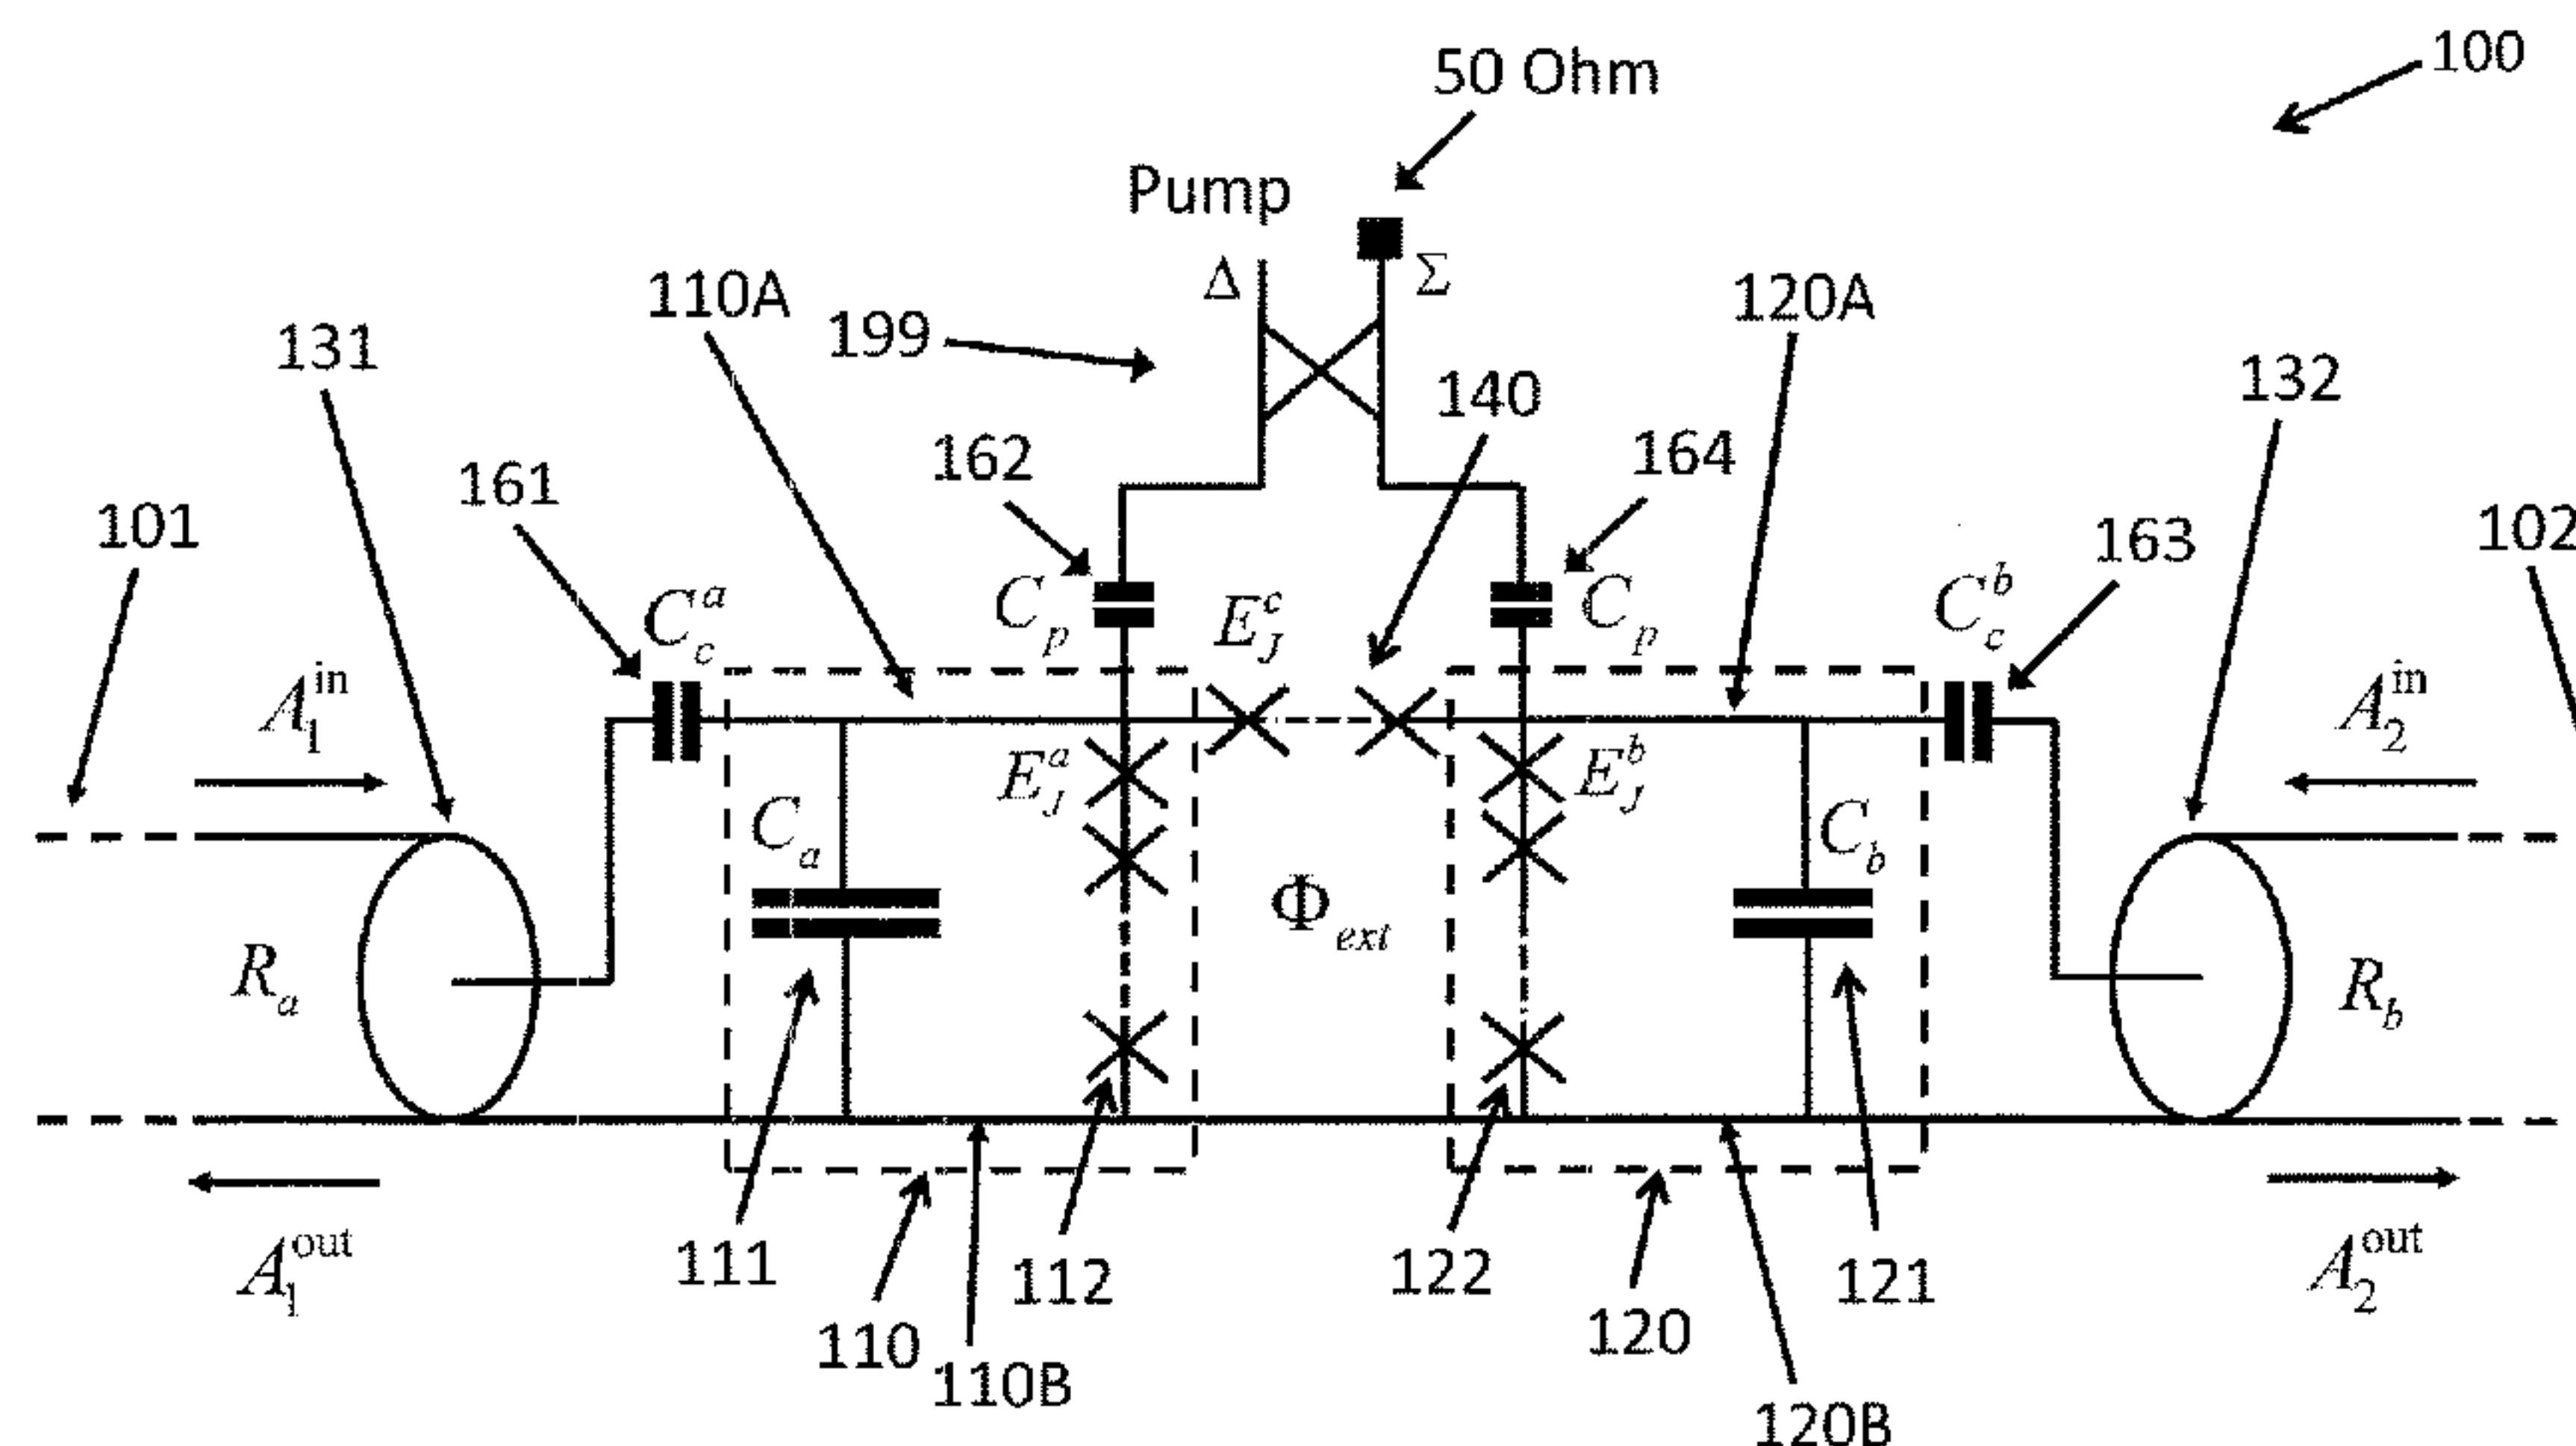 100
50 Ohm
Pump
Δ
Σ
110A
120A
199
131
140
132
162
164
161
101
163
102
C_c^a
C_p
E_J^c
C_p
C_c^b
A_1^in
A_2^in
E_J^a
E_J^b
C_a
C_b
Φ_ext
R_a
R_b
111
112
122
121
A_1^out
A_2^out
110
120
110B
120B